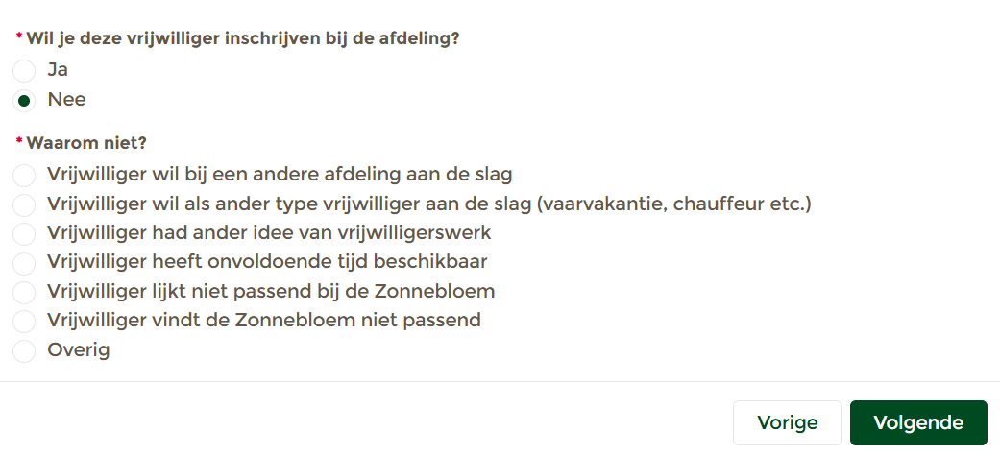 * Wil je deze vrijwilliger inschrijven bij de afdeling?
Ja
Nee
* Waarom niet?
Vrijwilliger wil bij een andere afdeling aan de slag
Vrijwilliger wil als ander type vrijwilliger aan de slag (vaarvakantie, chauffeur etc.)
Vrijwilliger had ander idee van vrijwilligerswerk
Vrijwilliger heeft onvoldoende tijd beschikbaar
Vrijwilliger lijkt niet passend bij de Zonnebloem
Vrijwilliger vindt de Zonnebloem niet passend
Overig
Vorige Volgende